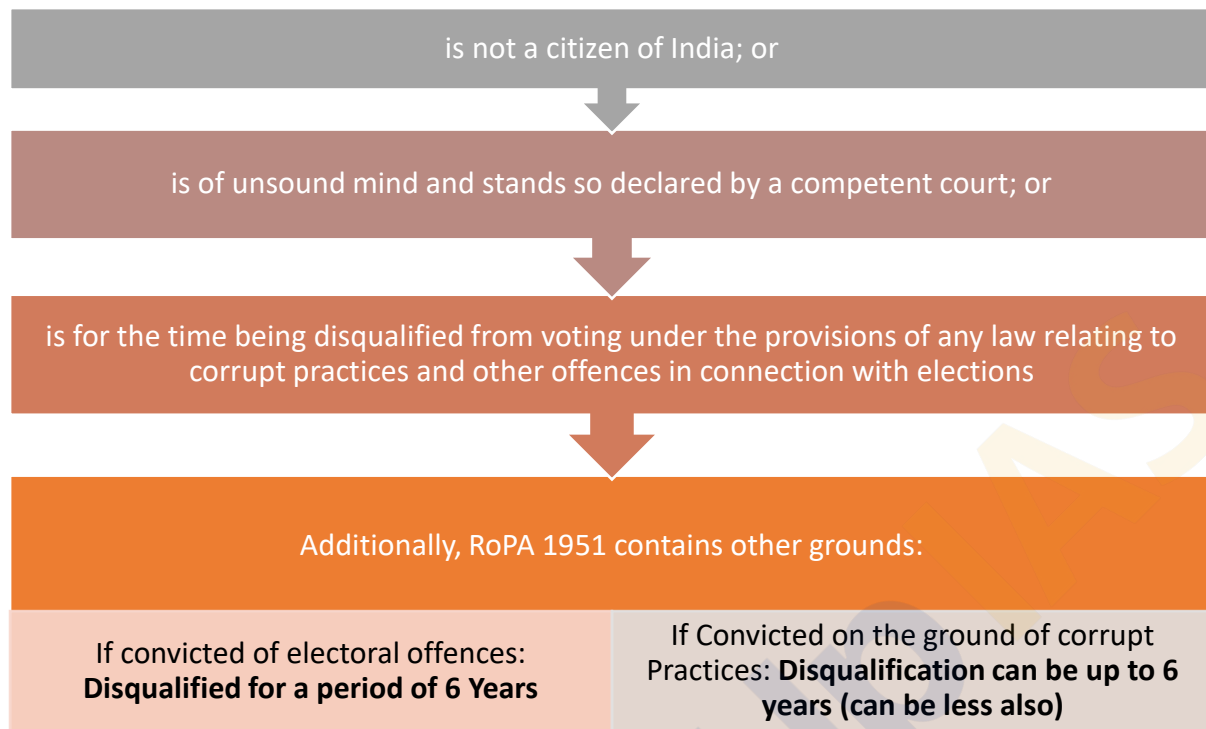 is not a citizen of India; or
is of unsound mind and stands so declared by a competent court; or
is for the time being disqualified from voting under the provisions of any law relating to
corrupt practices and other offences in connection with elections
Additionally, RoPA 1951 contains other grounds:
If convicted of electoral offences:
Disqualified for a period of 6 Years
If Convicted on the ground of corrupt
Practices: Disqualification can be up to 6
years (can be less also)
IAS